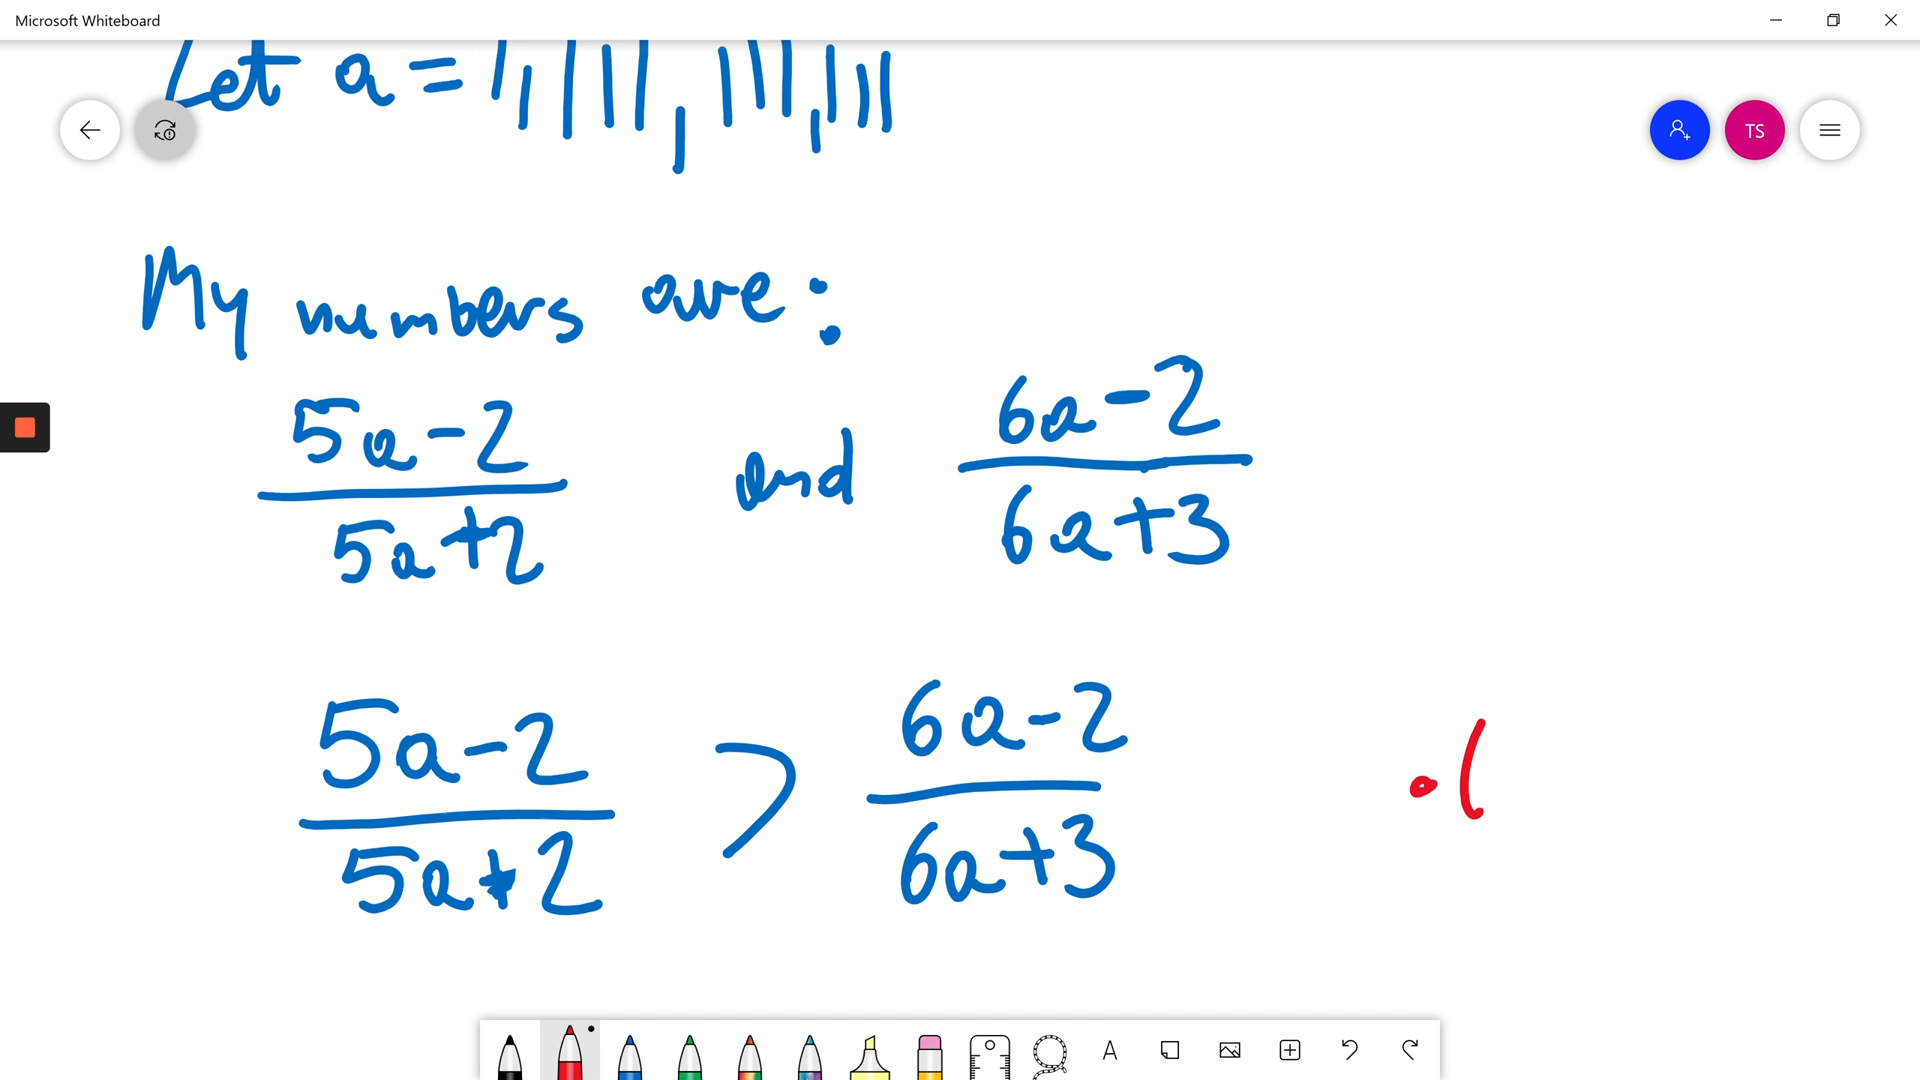 Microsoft Whiteboard
Let a = 1,111,111,111
TS
My numbers are:
5a-2
5a+2
and
6a-2
6a+3
5a-2
5a+2
>
6a-2
6a+3
·(
A